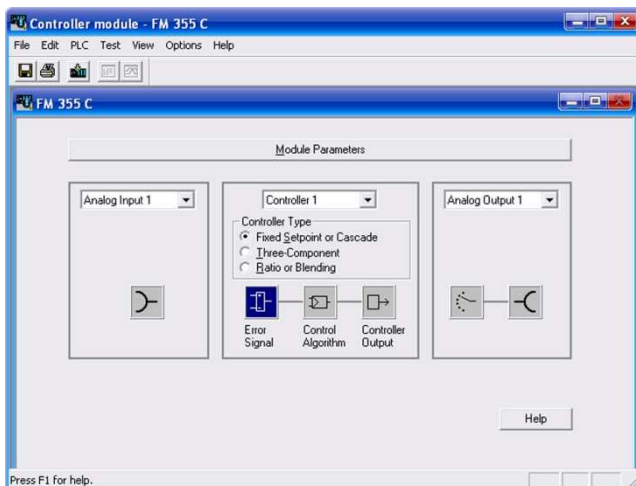 Controller module - FM 355 C
File Edit PLC Test View Options Help
FM 355 C
Module Parameters
Analog Input 1
Controller 1
Controller Type
Fixed Setpoint or Cascade
Three-Component
Ratio or Blending
Error Signal
Control Algorithm
Controller Output
Analog Output 1
Help
Press F1 for help.